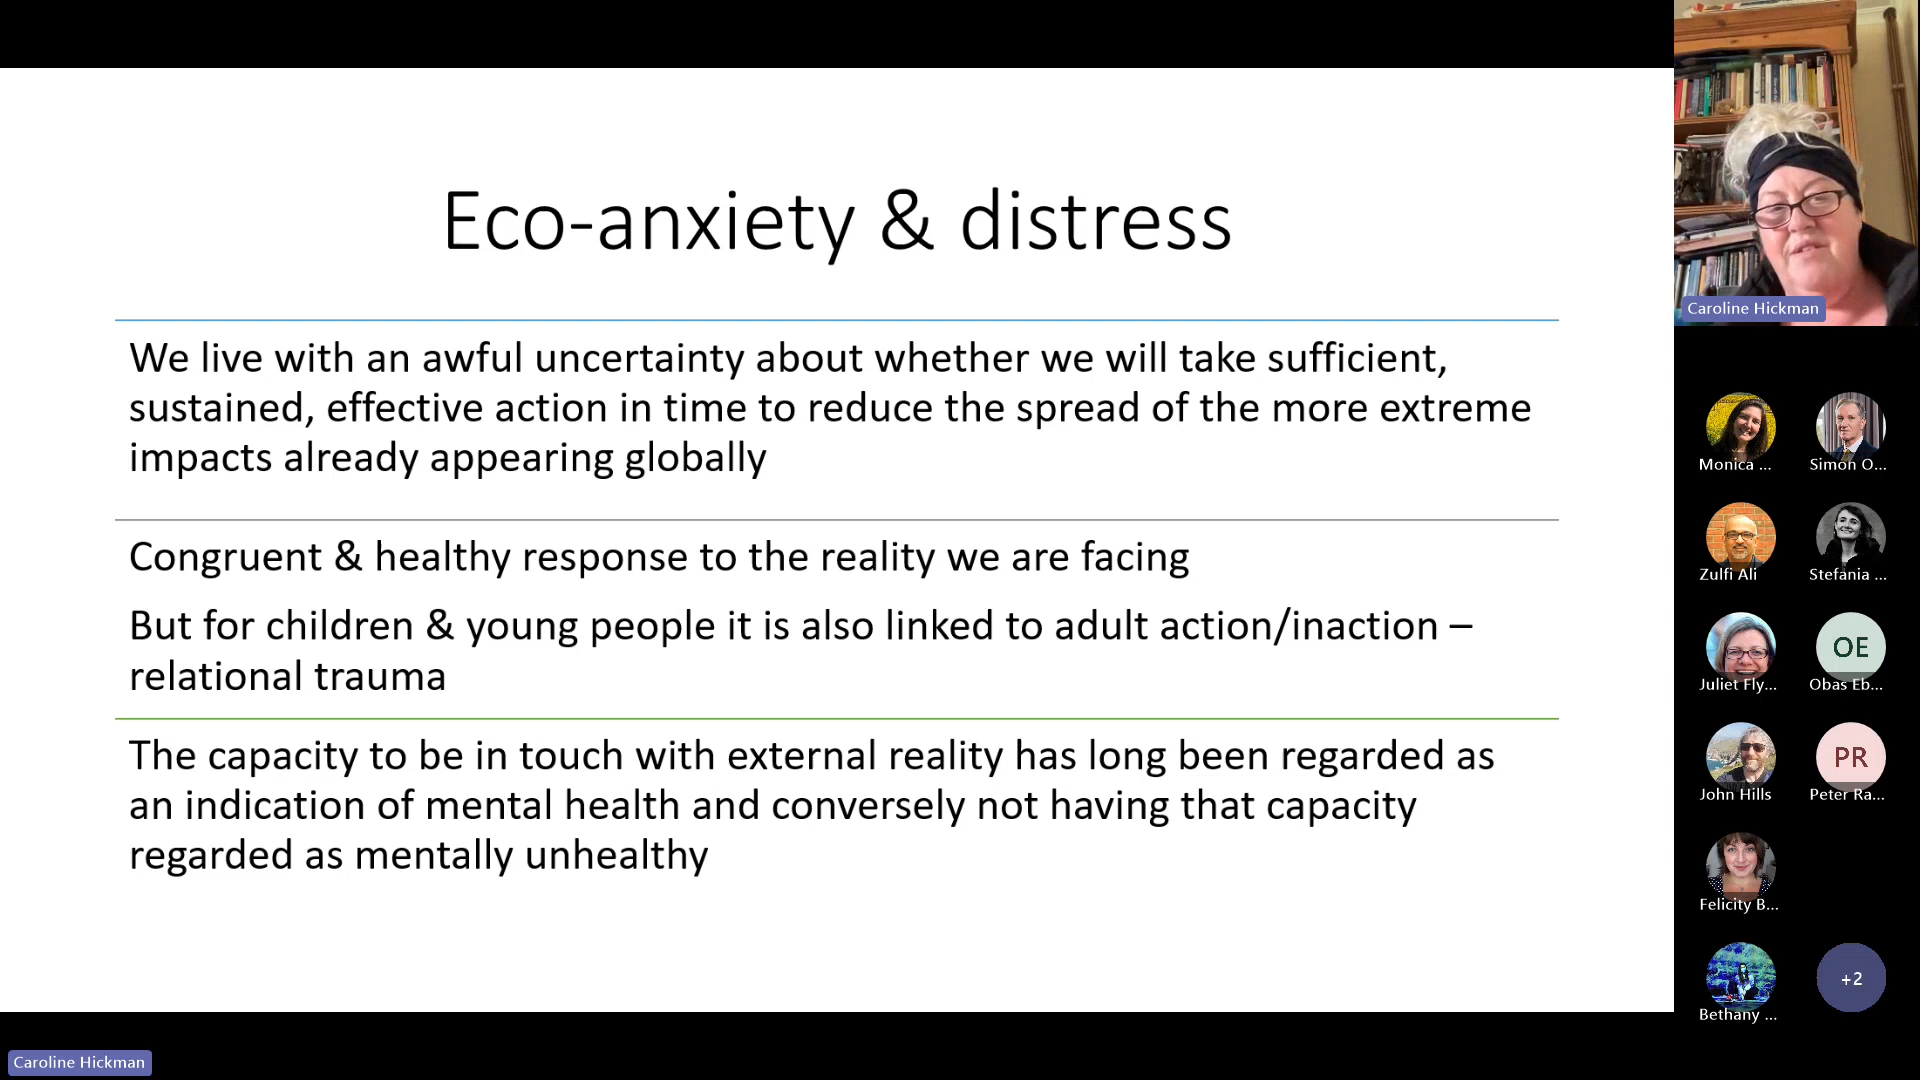 Eco-anxiety & distress
We live with an awful uncertainty about whether we will take sufficient,
sustained, effective action in time to reduce the spread of the more extreme
impacts already appearing globally
Congruent & healthy response to the reality we are facing
But for children & young people it is also linked to adult action/inaction –
relational trauma
The capacity to be in touch with external reality has long been regarded as
an indication of mental health and conversely not having that capacity
regarded as mentally unhealthy
Caroline Hickman
Monica ...
Simon O...
Zulfi Ali
Stefania ...
OE
Juliet Fly...
Obas Eb...
PR
John Hills
Peter Ra...
Felicity B...
+2
Bethany ...
Caroline Hickman